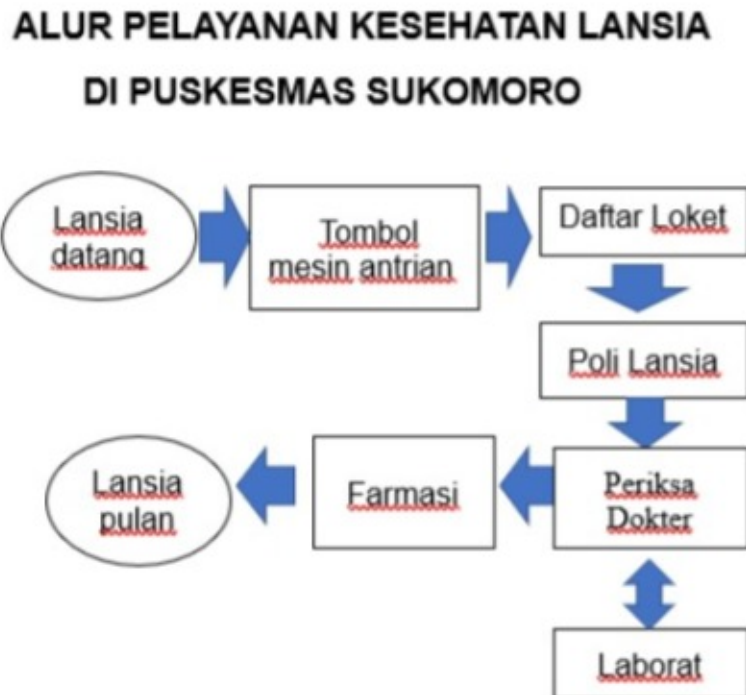 ALUR PELAYANAN KESEHATAN LANSIA
DI PUSKESMAS SUKOMORO
Lansia
datang
Tombol
mesin antrian
Daftar Loket
Poli Lansia
Periksa
Dokter
Farmasi
Lansia
pulan
Laborat